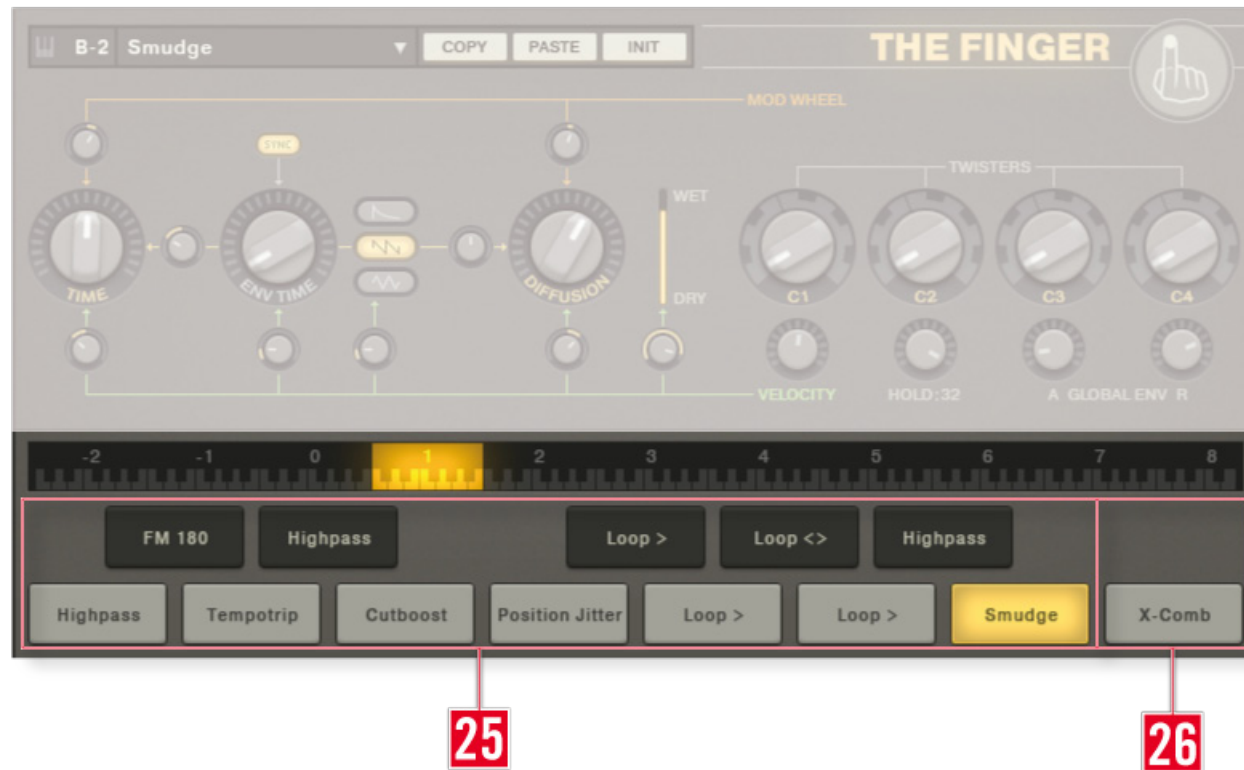 B-2 Smudge COPY PASTE INIT THE FINGER
MOD WHEEL
SYNC
TWISTERS
WET
TIME ENV TIME DIFFUSION DRY C1 C2 C3 C4
VELOCITY HOLD:32 A GLOBAL ENV R
-2 -1 0 1 2 3 4 5 6 7 8
FM 180 Highpass Loop > Loop <> Highpass
Highpass Tempotrip Cutboost Position Jitter Loop > Loop > Smudge X-Comb
25 26